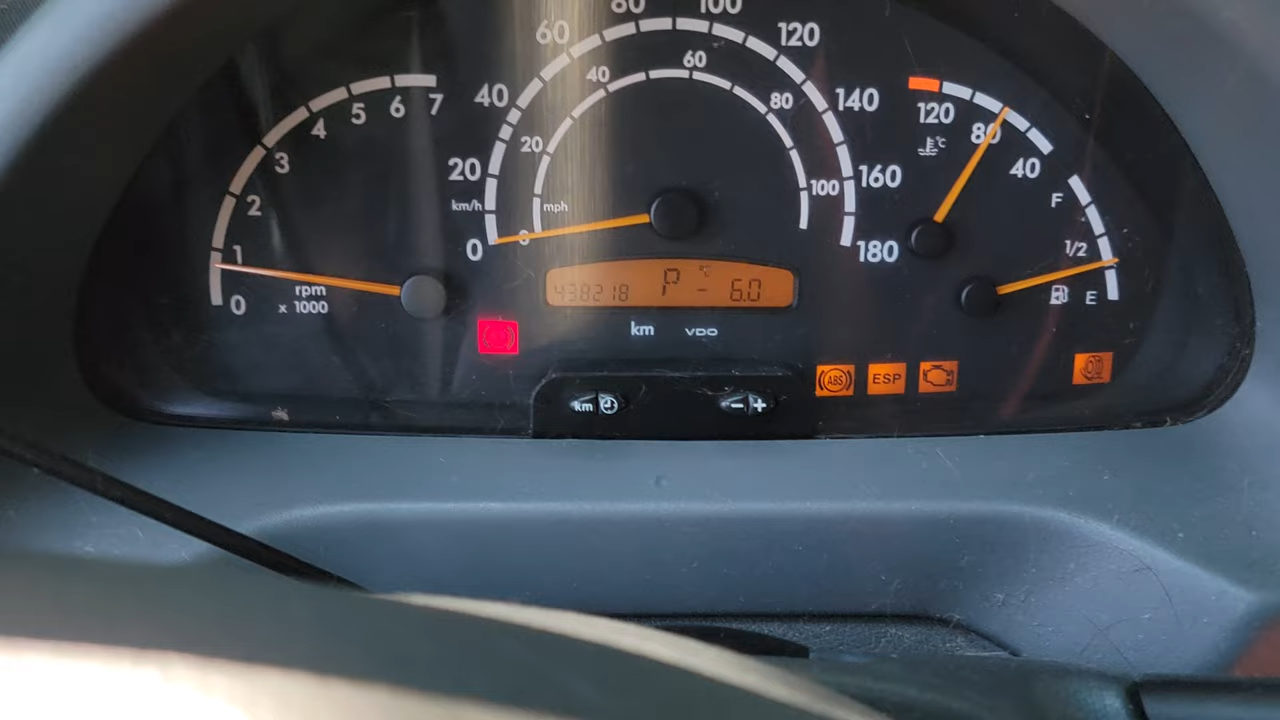 7
6
5
4
3
2
1
0
rpm
x 1000
80 100
60 120
40 140
20 160
km/h
0 180
60
40 80
20 100
mph
0
438218 P °C - 6.0
km VDO
120
80
40
°C
F
1/2
E
ABS ESP
km - +